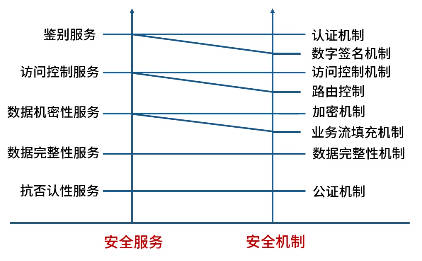 鉴别服务
认证机制
数字签名机制
访问控制服务
访问控制机制
路由控制
数据机密性服务
加密机制
业务流填充机制
数据完整性服务
数据完整性机制
抗否认性服务
公证机制
安全服务
安全机制